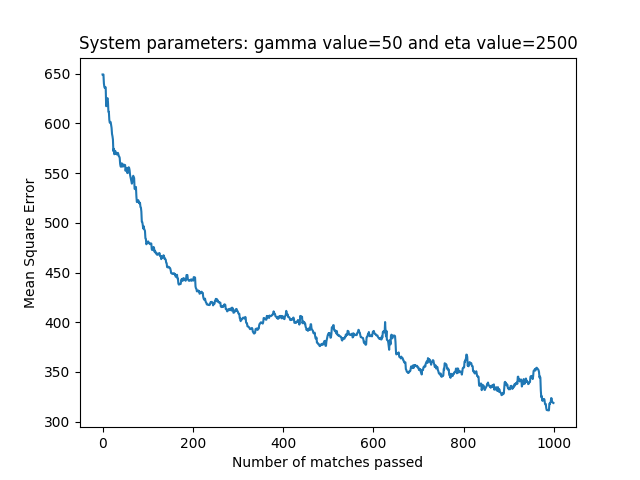 System parameters: gamma value=50 and eta value=2500
650
600
550
500
450
400
350
300
Mean Square Error
0 200 400 600 800 1000
Number of matches passed